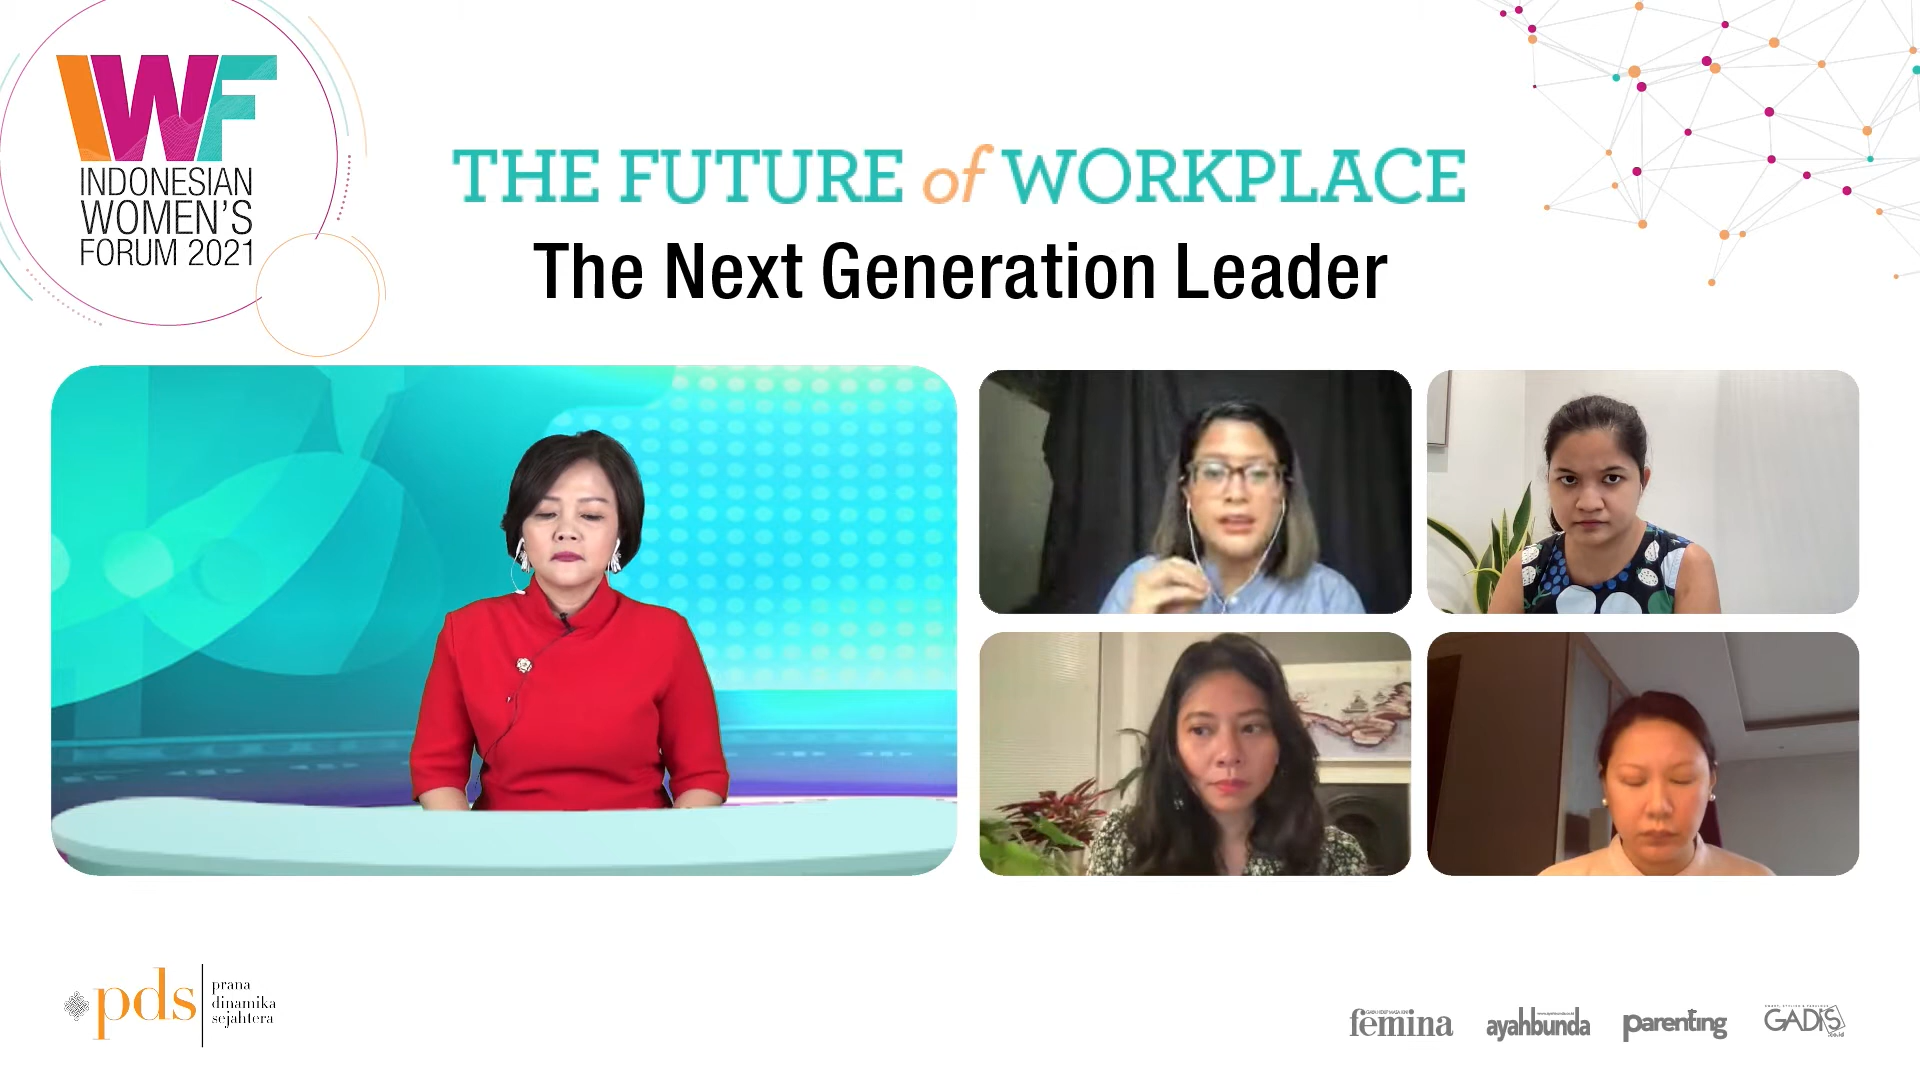 IWF
INDONESIAN
WOMEN'S
FORUM 2021
THE FUTURE of WORKPLACE
The Next Generation Leader
pds
prana
dinamika
sejahtera
femina
ayahbunda
parenting
GADIS